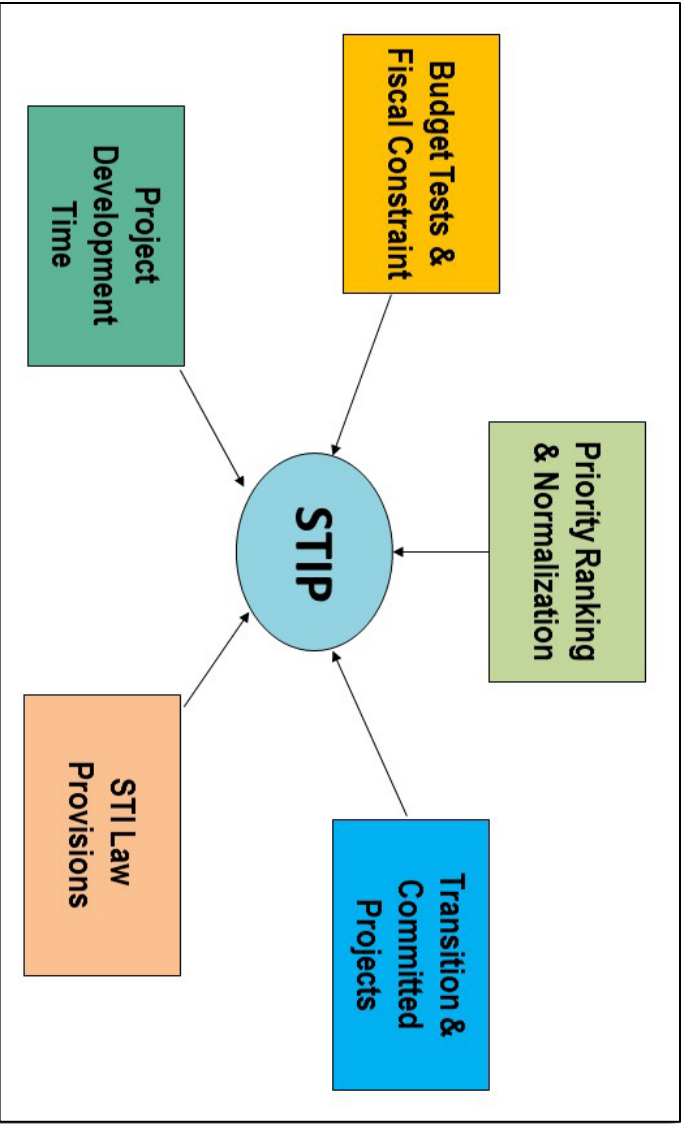 Priority Ranking
& Normalization
Budget Tests &
Fiscal Constraint
Transition &
Committed
Projects
STIP
Project
Development
Time
STI Law
Provisions